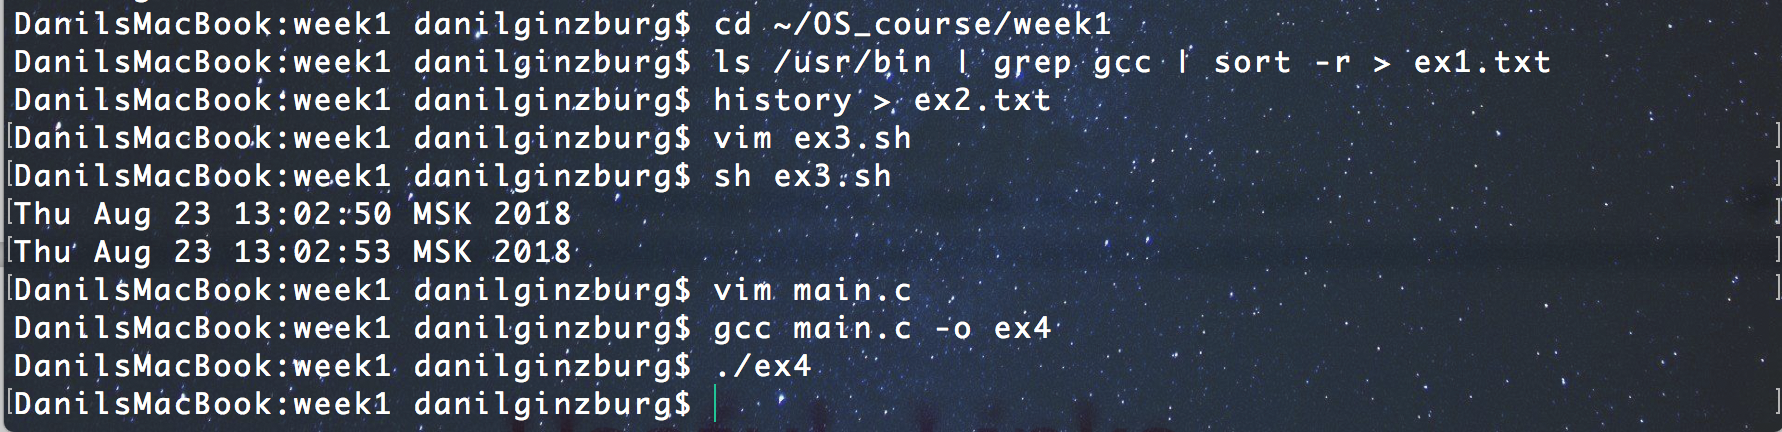 DanilsMacBook:week1 danilginzburg$ cd ~/OS_course/week1
DanilsMacBook:week1 danilginzburg$ ls /usr/bin | grep gcc | sort -r > ex1.txt
DanilsMacBook:week1 danilginzburg$ history > ex2.txt
[DanilsMacBook:week1 danilginzburg$ vim ex3.sh ]
[DanilsMacBook:week1 danilginzburg$ sh ex3.sh ]
[Thu Aug 23 13:02:50 MSK 2018 ]
[Thu Aug 23 13:02:53 MSK 2018 ]
[DanilsMacBook:week1 danilginzburg$ vim main.c ]
DanilsMacBook:week1 danilginzburg$ gcc main.c -o ex4
DanilsMacBook:week1 danilginzburg$ ./ex4
[DanilsMacBook:week1 danilginzburg$ ]